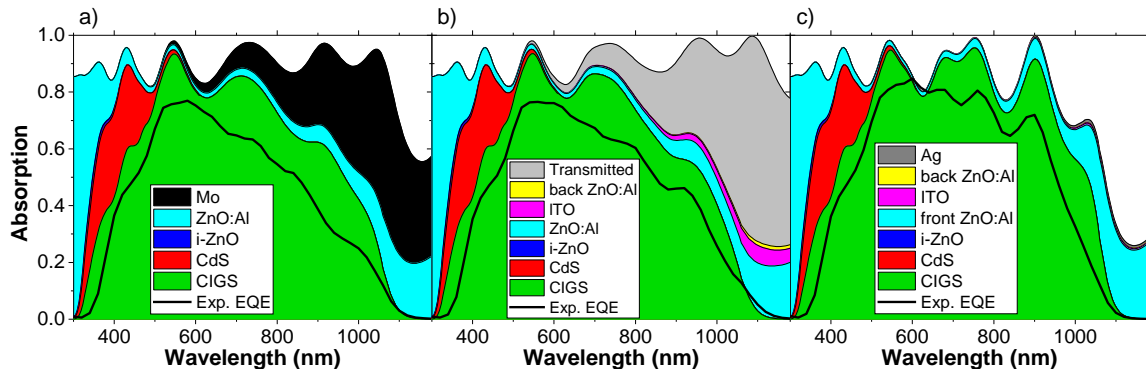 a)
b)
c)
Absorption
1.0
0.8
0.6
0.4
0.2
0.0
Mo
ZnO:Al
i-ZnO
CdS
CIGS
Exp. EQE
400 600 800 1000
Wavelength (nm)
Transmitted
back ZnO:Al
ITO
ZnO:Al
i-ZnO
CdS
CIGS
Exp. EQE
400 600 800 1000
Wavelength (nm)
Ag
back ZnO:Al
ITO
front ZnO:Al
i-ZnO
CdS
CIGS
Exp. EQE
400 600 800 1000
Wavelength (nm)